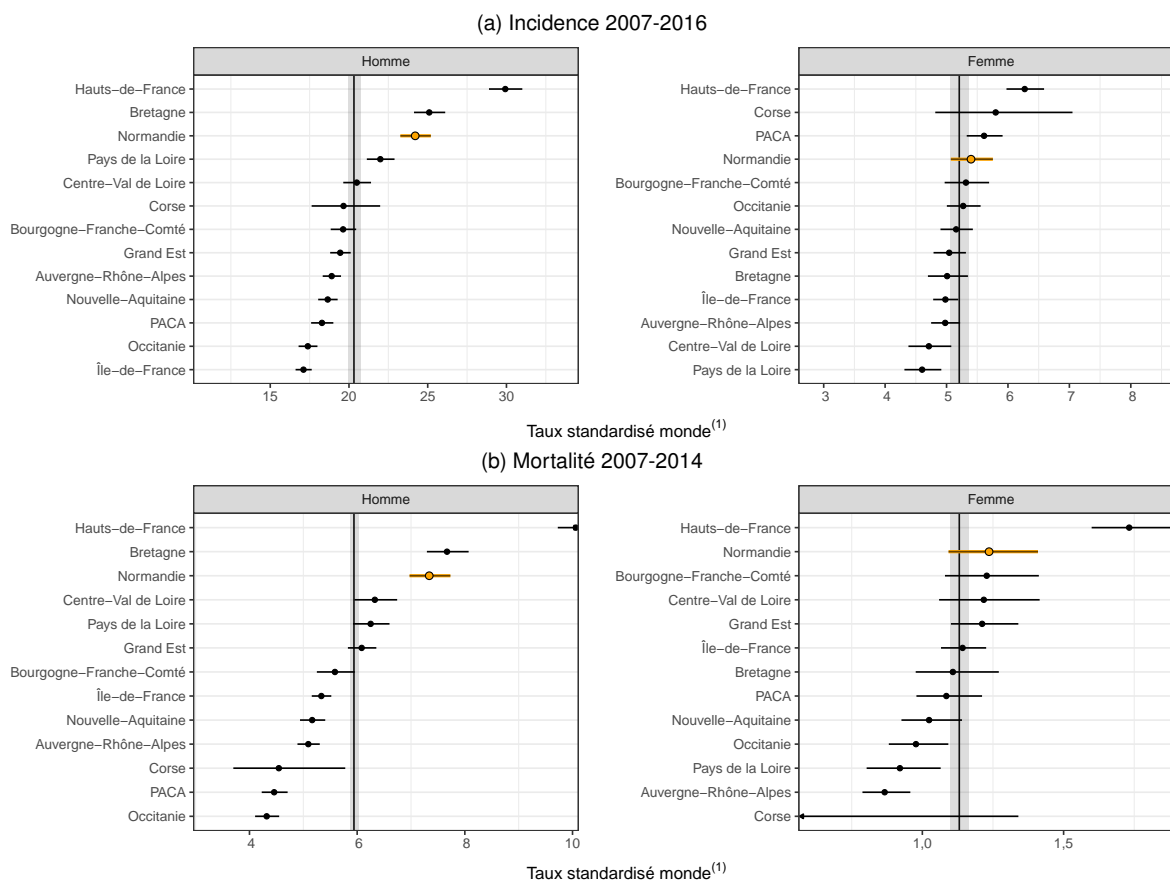 (a) Incidence 2007-2016
Homme
Hauts−de−France
Bretagne
Normandie
Pays de la Loire
Centre−Val de Loire
Corse
Bourgogne−Franche−Comté
Grand Est
Auvergne−Rhône−Alpes
Nouvelle−Aquitaine
PACA
Occitanie
Île−de−France
15 20 25 30
Femme
Hauts−de−France
Corse
PACA
Normandie
Bourgogne−Franche−Comté
Occitanie
Nouvelle−Aquitaine
Grand Est
Bretagne
Île−de−France
Auvergne−Rhône−Alpes
Centre−Val de Loire
Pays de la Loire
3 4 5 6 7 8
Taux standardisé monde(1)
(b) Mortalité 2007-2014
Homme
Hauts−de−France
Bretagne
Normandie
Centre−Val de Loire
Pays de la Loire
Grand Est
Bourgogne−Franche−Comté
Île−de−France
Nouvelle−Aquitaine
Auvergne−Rhône−Alpes
Corse
PACA
Occitanie
4 6 8 10
Femme
Hauts−de−France
Normandie
Bourgogne−Franche−Comté
Centre−Val de Loire
Grand Est
Île−de−France
Bretagne
PACA
Nouvelle−Aquitaine
Occitanie
Pays de la Loire
Auvergne−Rhône−Alpes
Corse
1,0 1,5
Taux standardisé monde(1)